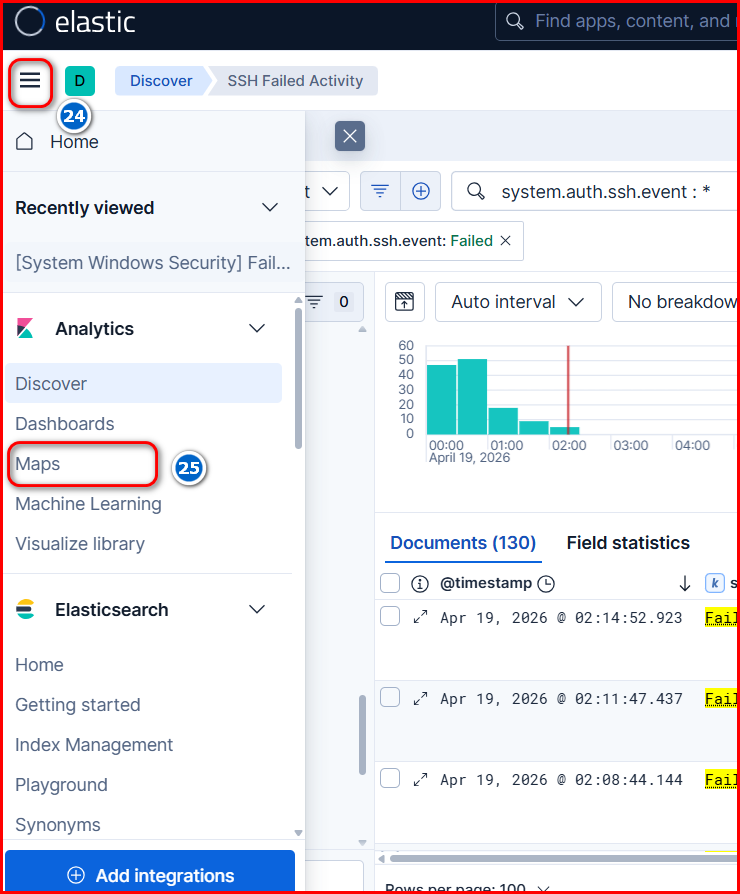 elastic
Find apps, content, and
D
Discover
SSH Failed Activity
24
Home
Recently viewed
system.auth.ssh.event : *
[System Windows Security] Fail...
tem.auth.ssh.event: Failed
0
Analytics
Auto interval
No breakdow
Discover
Dashboards
Maps
25
Machine Learning
Visualize library
60
50
40
30
20
10
0
00:00
01:00
02:00
03:00
04:00
April 19, 2026
Documents (130)
Field statistics
@timestamp
k s
Elasticsearch
Apr 19, 2026 @ 02:14:52.923
Fail
Home
Getting started
Apr 19, 2026 @ 02:11:47.437
Fail
Index Management
Playground
Apr 19, 2026 @ 02:08:44.144
Fail
Synonyms
Add integrations
Rows per page: 100